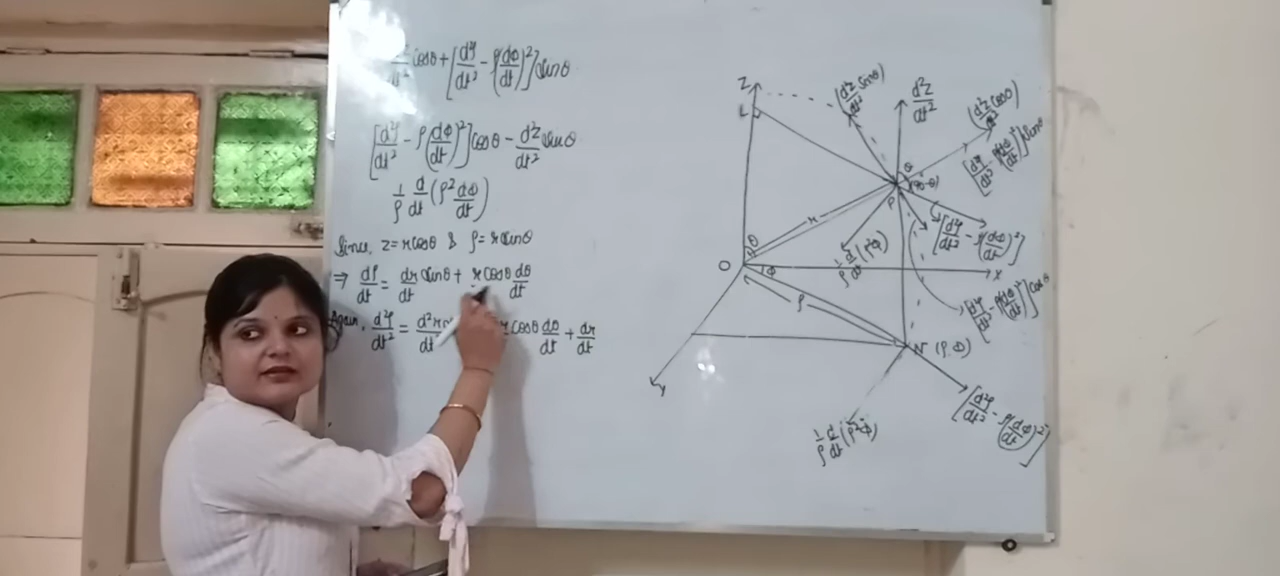 cosθ + [d²ρ/dt² - ρ(dφ/dt)²] sinθ
[d²ρ/dt² - ρ(dφ/dt)²] cosθ - d²z/dt² sinθ
1/ρ d/dt (ρ² dφ/dt)
Since, z = r cosθ & ρ = r sinθ
⇒ dρ/dt = dr/dt sinθ + r cosθ dθ/dt
Again, d²ρ/dt² = d²r cosθ dθ/dt + dr/dt
Z
L
(d²z/dt² sinθ)
d²z/dt²
(d²z/dt² cosθ)
[d²ρ/dt² - ρ(dφ/dt)²] sinθ
θ
(90-θ)
P
r
[d²ρ/dt² - ρ(dφ/dt)²]
1/ρ d/dt (ρ²φ̇)
θ
O
φ
X
ρ
[d²ρ/dt² - ρ(dφ/dt)²] cosθ
N (ρ, φ)
y
[d²ρ/dt² - ρ(dφ/dt)²]
1/ρ d/dt (ρ²φ̇)